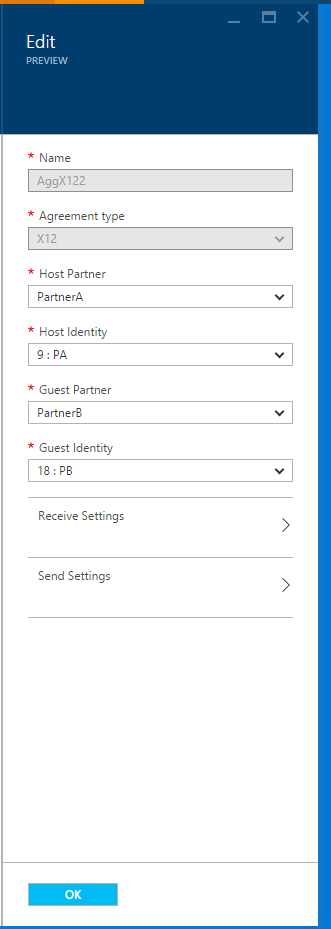 Edit
PREVIEW
* Name
AggX122
* Agreement type
X12
* Host Partner
PartnerA
* Host Identity
9 : PA
* Guest Partner
PartnerB
* Guest Identity
18 : PB
Receive Settings
Send Settings
OK